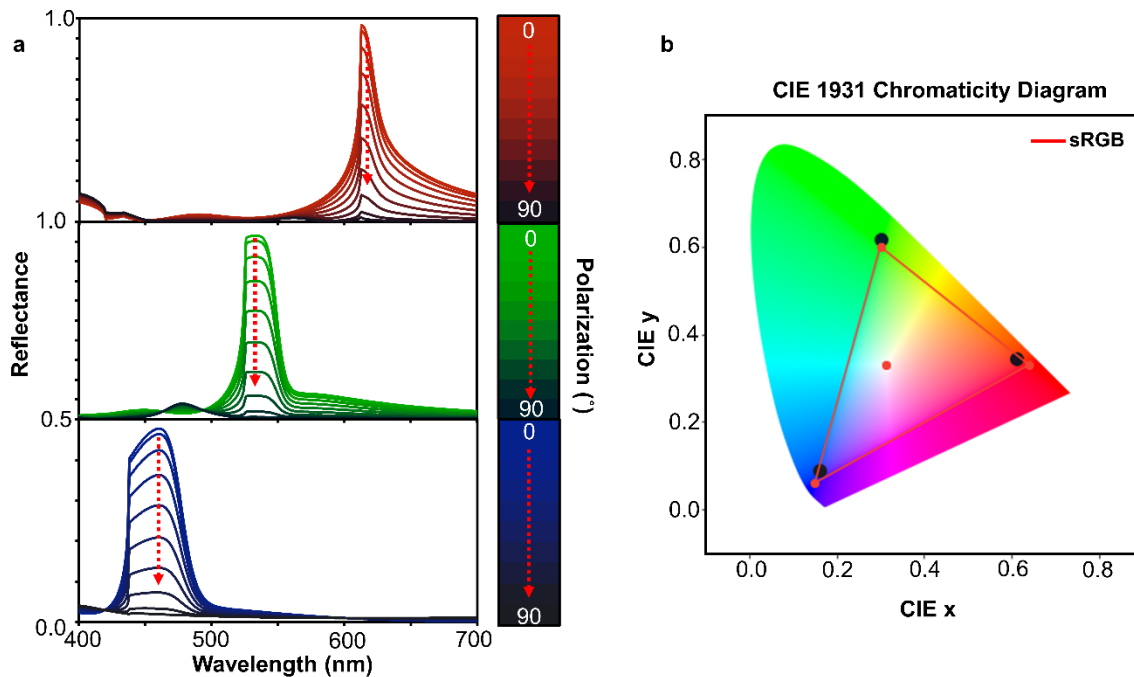 a
1.0
1.0
0.5
0.0
Reflectance
400
500
600
700
Wavelength (nm)
0
90
0
90
0
90
Polarization (°)
b
CIE 1931 Chromaticity Diagram
sRGB
0.8
0.6
0.4
0.2
0.0
CIE y
0.0
0.2
0.4
0.6
0.8
CIE x